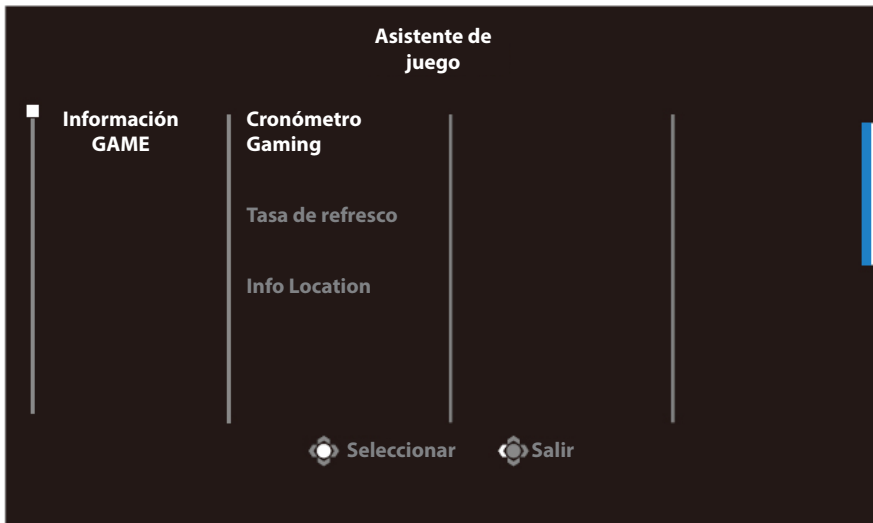 Asistente de
juego
Información
GAME
Cronómetro
Gaming
Tasa de refresco
Info Location
Seleccionar
Salir